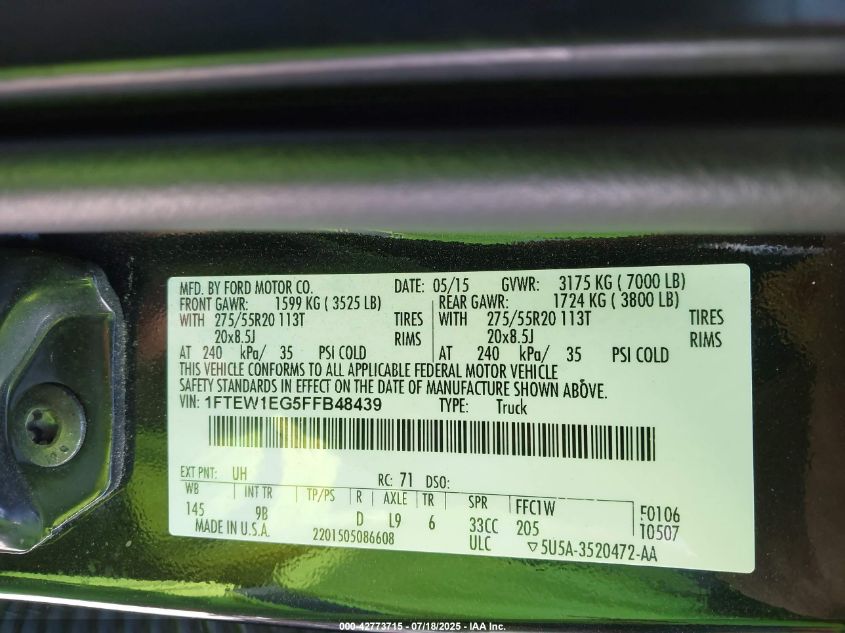 MFD. BY FORD MOTOR CO. DATE: 05/15 GVWR: 3175 KG ( 7000 LB)
FRONT GAWR: 1599 KG ( 3525 LB) REAR GAWR: 1724 KG ( 3800 LB)
WITH 275/55R20 113T TIRES WITH 275/55R20 113T TIRES
20x8.5J RIMS 20x8.5J RIMS
AT 240 kPa/ 35 PSI COLD AT 240 kPa/ 35 PSI COLD
THIS VEHICLE CONFORMS TO ALL APPLICABLE FEDERAL MOTOR VEHICLE
SAFETY STANDARDS IN EFFECT ON THE DATE OF MANUFACTURE SHOWN ABOVE.
VIN: 1FTEW1EG5FFB48439 TYPE: Truck
EXT PNT: UH RC: 71 DSO:
WB INT TR TP/PS R AXLE TR SPR FFC1W F0106
145 9B D L9 6 33CC 205 T0507
MADE IN U.S.A. 2201505086608 ULC ▽5U5A-3520472-AA
000-42773715 - 07/18/2025 - IAA Inc.